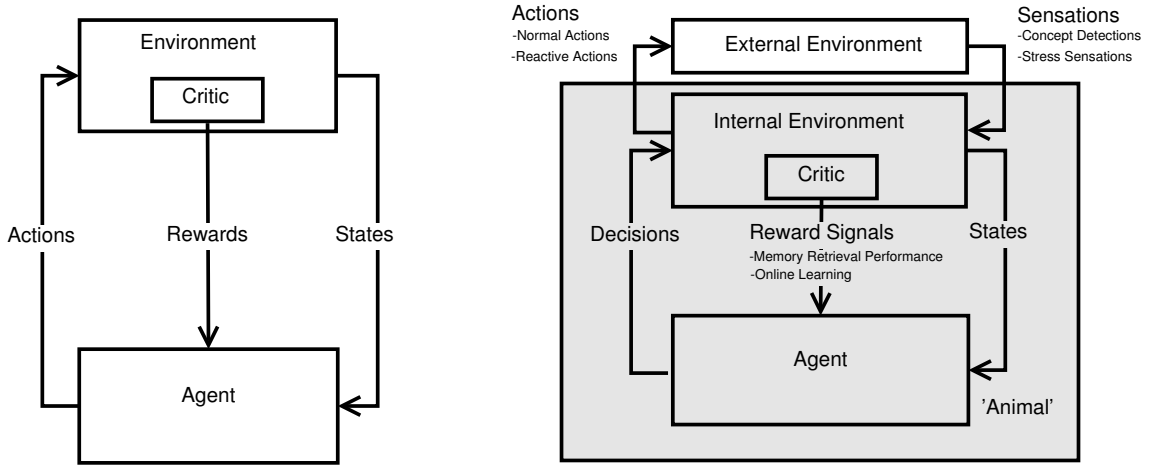 Environment
Critic
Actions
Rewards
States
Agent
Actions
-Normal Actions
-Reactive Actions
External Environment
Sensations
-Concept Detections
-Stress Sensations
Internal Environment
Critic
Decisions
Reward Signals
-Memory Retrieval Performance
-Online Learning
States
Agent
'Animal'